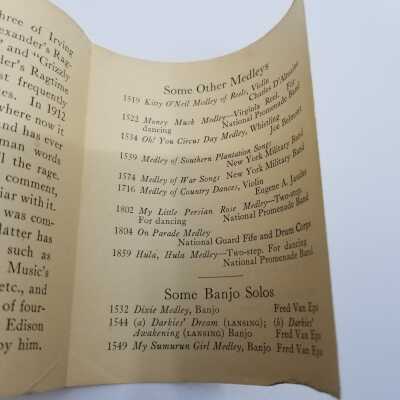 hree of Irving
exander's Rag-
" and "Grizzly
der's Ragtime
st frequently
es. In 1912
where now it
and has ever
man words
l the rage.
comment,
iar with it.
was com-
latter has
such as
Music's
etc., and
of four-
Edison
by him.
Some Other Medleys
1519 Kitty O'Neil Medley of Reels, Violin
Charles D'Almaine
1522 Money Musk Medley—Virginia Reel. For
dancing National Promenade Band
1534 Oh! You Circus Day Medley, Whistling
Joe Belmont
1539 Medley of Southern Plantation Songs
New York Military Band
1574 Medley of War Songs New York Military Band
1716 Medley of Country Dances, Violin
Eugene A. Jaudas
1802 My Little Persian Rose Medley—Two-step.
For dancing National Promenade Band
1804 On Parade Medley
National Guard Fife and Drum Corps
1859 Hula, Hula Medley—Two-step. For dancing
National Promenade Band
Some Banjo Solos
1532 Dixie Medley, Banjo Fred Van Eps
1544 (a) Darkies' Dream (LANSING); (b) Darkies'
Awakening (LANSING) Banjo Fred Van Eps
1549 My Sumurun Girl Medley, Banjo Fred Van Eps